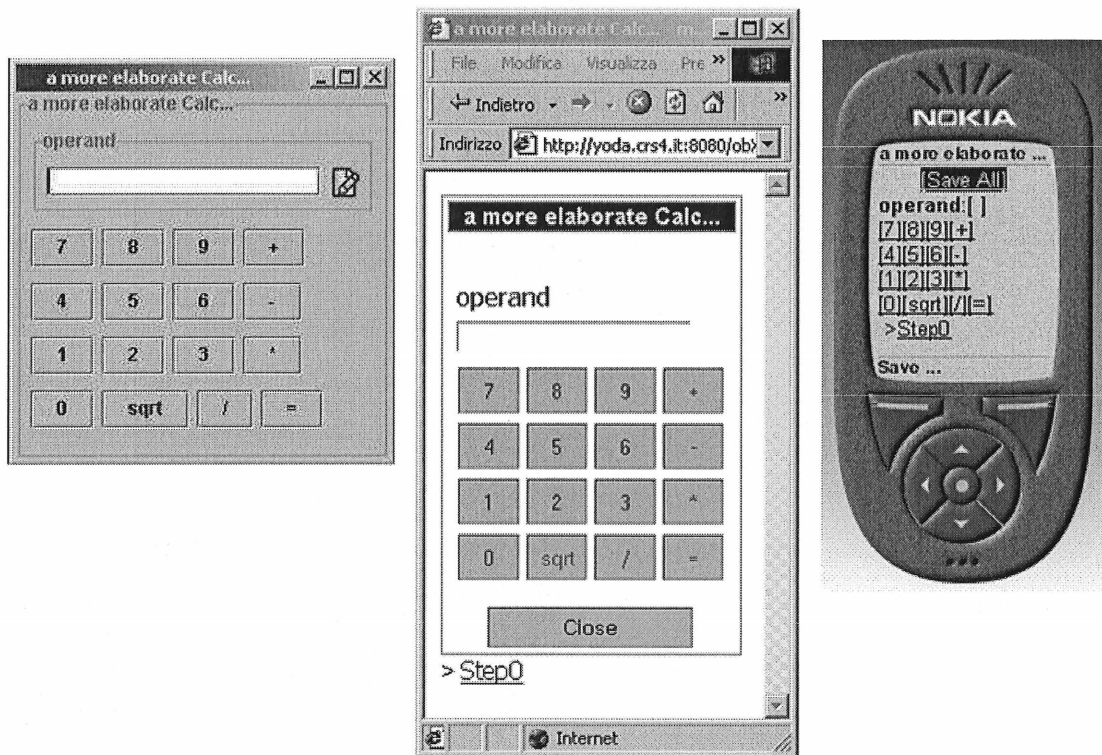 a more elaborate Calc...
a more elaborate Calc...
operand
7 8 9 +
4 5 6 -
1 2 3 *
0 sqrt / =
a more elaborate Calc... - m...
File Modifica Visualizza Pre »
Indietro »
Indirizzo http://yoda.crs4.it:8080/ob
a more elaborate Calc...
operand
7 8 9 +
4 5 6 -
1 2 3 *
0 sqrt / =
Close
> Step0
Internet
NOKIA
a more elaborate ...
[Save All]
operand:[ ]
[7][8][9][+]
[4][5][6][-]
[1][2][3][*]
[0][sqrt][/][=]
>Step0
Save ...